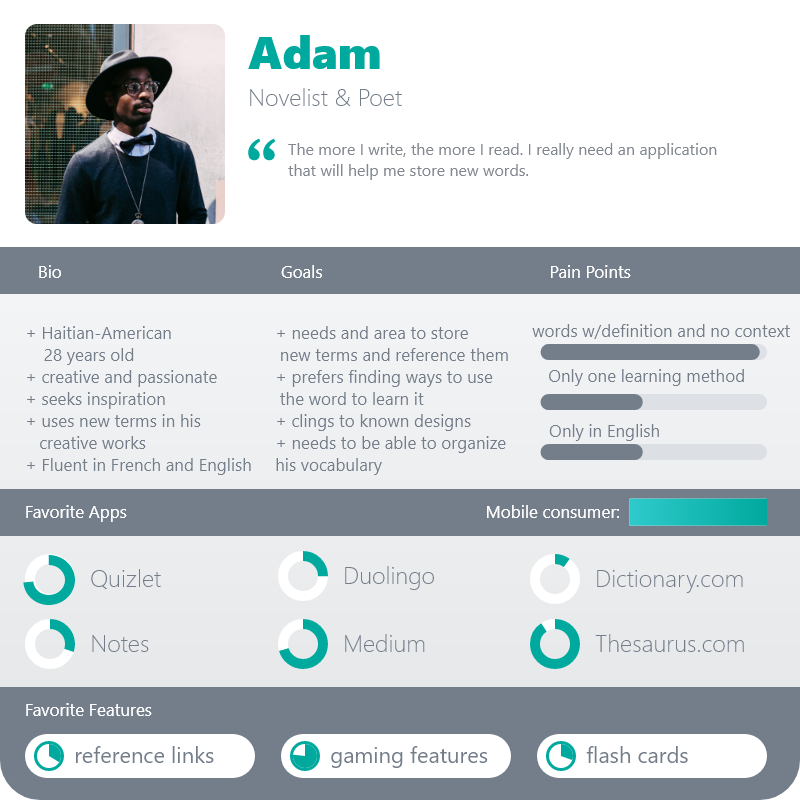 Adam
Novelist & Poet
“ The more I write, the more I read. I really need an application
that will help me store new words.
Bio
Goals
Pain Points
+ Haitian-American
28 years old
+ creative and passionate
+ seeks inspiration
+ uses new terms in his
creative works
+ Fluent in French and English
+ needs and area to store
new terms and reference them
+ prefers finding ways to use
the word to learn it
+ clings to known designs
+ needs to be able to organize
his vocabulary
words w/definition and no context
Only one learning method
Only in English
Favorite Apps
Mobile consumer:
Quizlet
Duolingo
Dictionary.com
Notes
Medium
Thesaurus.com
Favorite Features
reference links
gaming features
flash cards